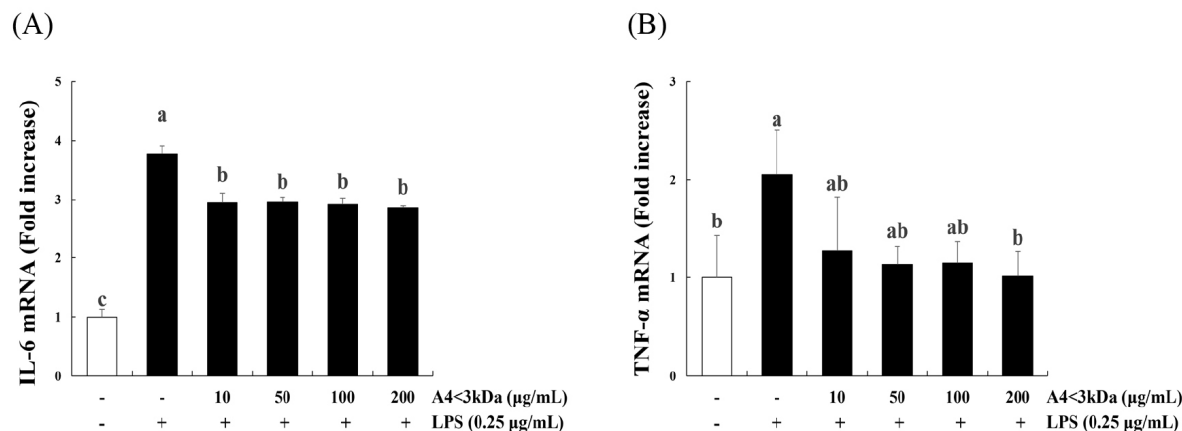 (A)
IL-6 mRNA (Fold increase)
5
4
3
2
1
0
c
a
b
b
b
b
- - 10 50 100 200 A4<3kDa (μg/mL)
- + + + + + LPS (0.25 μg/mL)
(B)
TNF-α mRNA (Fold increase)
3
2
1
0
b
a
ab
ab
ab
b
- - 10 50 100 200 A4<3kDa (μg/mL)
- + + + + + LPS (0.25 μg/mL)